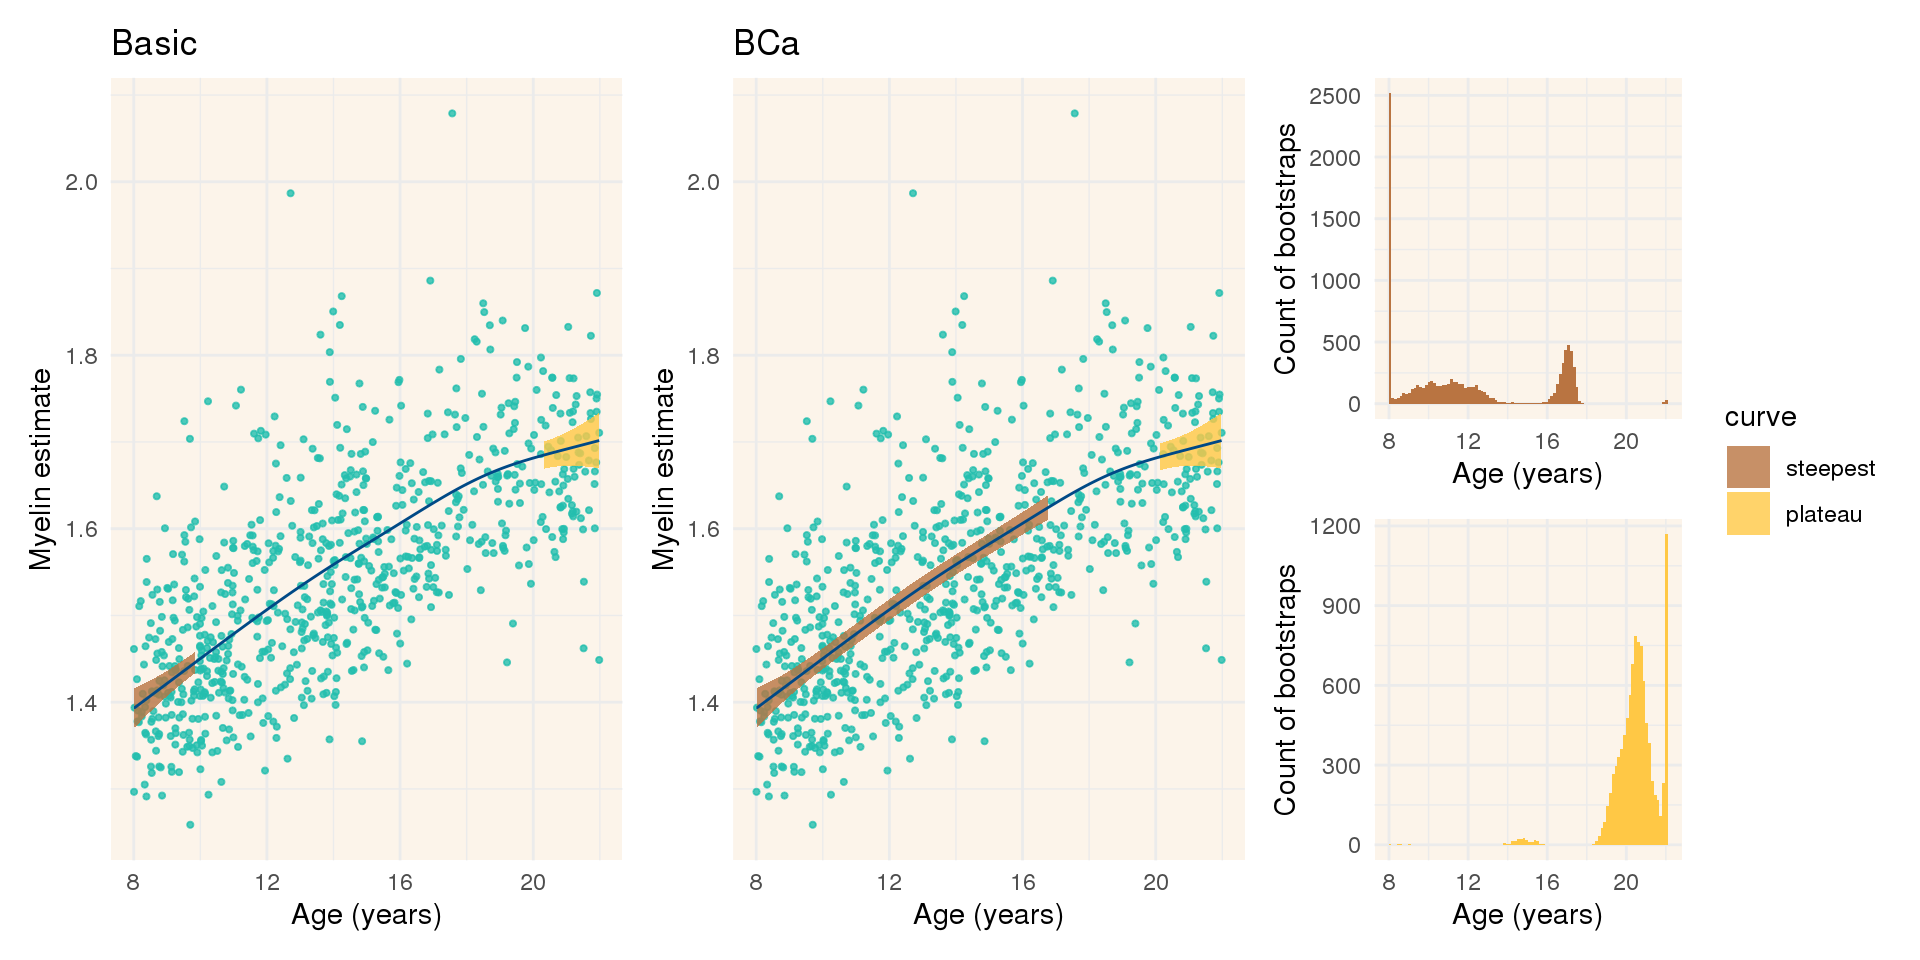 Basic
Myelin estimate
2.0
1.8
1.6
1.4
8 12 16 20
Age (years)
BCa
Myelin estimate
2.0
1.8
1.6
1.4
8 12 16 20
Age (years)
Count of bootstraps
2500
2000
1500
1000
500
0
8 12 16 20
Age (years)
Count of bootstraps
1200
900
600
300
0
8 12 16 20
Age (years)
curve
steepest
plateau